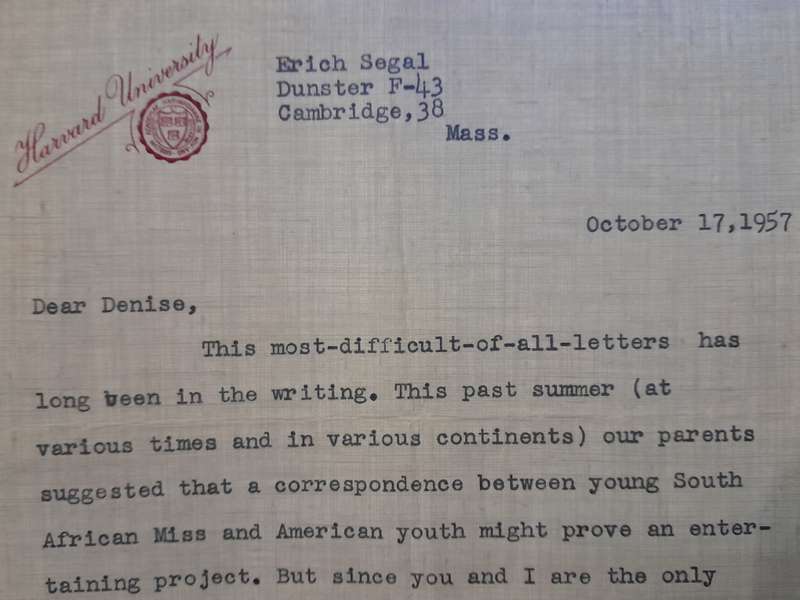 Harvard University
Erich Segal
Dunster F-43
Cambridge,38
Mass.
October 17,1957
Dear Denise,
This most-difficult-of-all-letters has
long been in the writing. This past summer (at
various times and in various continents) our parents
suggested that a correspondence between young South
African Miss and American youth might prove an enter-
taining project. But since you and I are the only